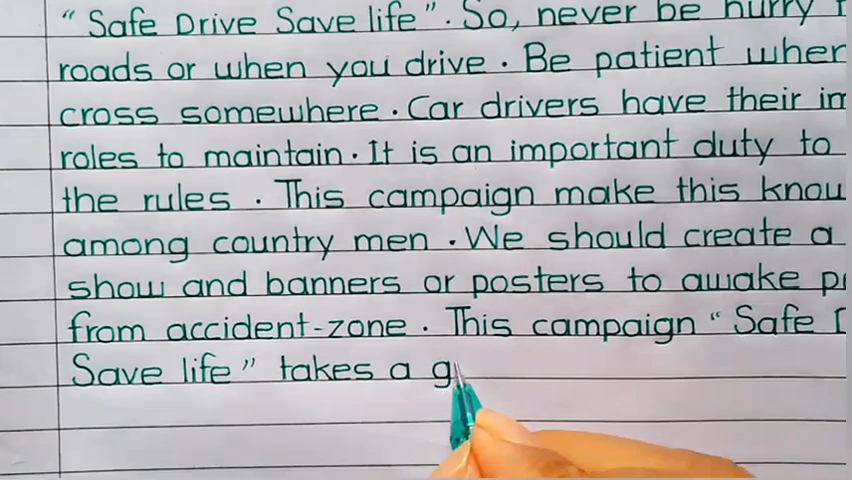 "Safe Drive Save life". So, never be hurry
roads or when you drive. Be patient when
cross somewhere. Car drivers have their
roles to maintain. It is an important duty to
the rules. This campaign make this
among country men. We should create a
show and banners or posters to awake
from accident-zone. This campaign "Safe
Save life" takes a